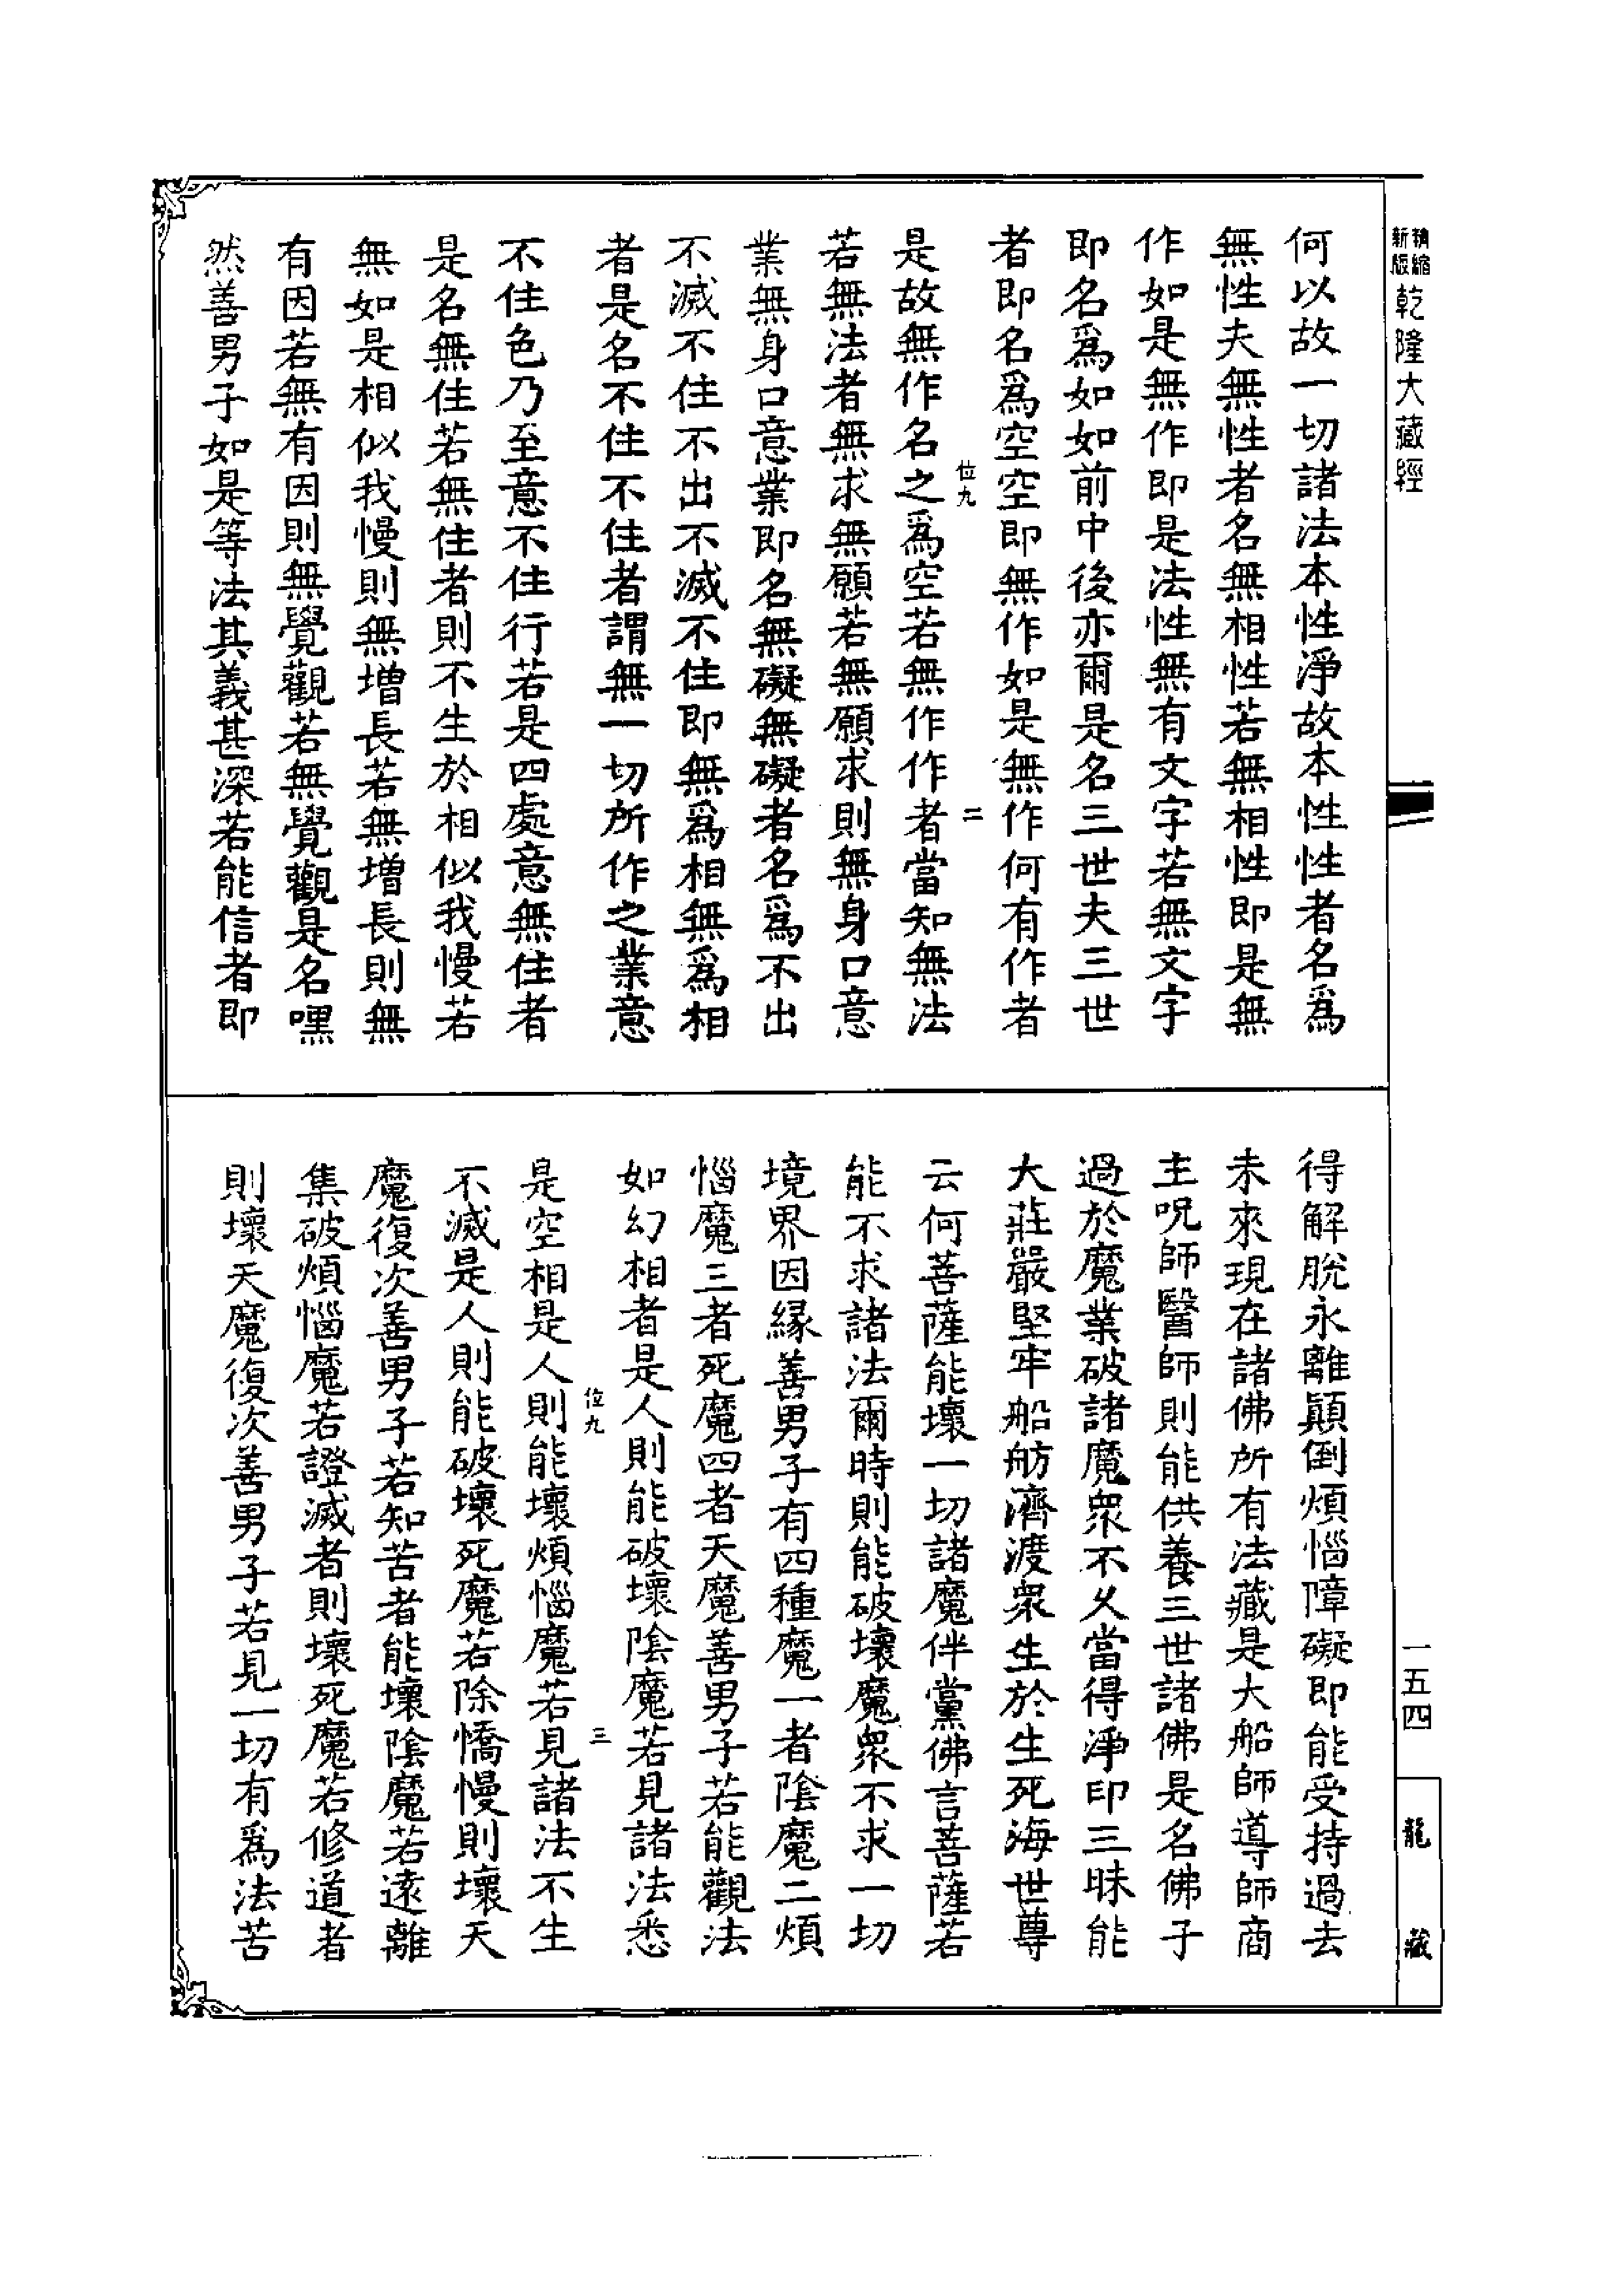 精縮
新版
乾隆大藏經
何以故一切諸法本性淨故本性性者名爲
無性夫無性者名無相性若無相性即是無
作如是無作即是法性無有文字若無文字
即名爲如如前中後亦爾是名三世夫三世
者即名爲空空即無作如是無作何有作者
位九
二
是故無作名之爲空若無作作者當知無法
若無法者無求無願若無願求則無身口意
業無身口意業即名無礙無礙者名爲不出
不滅不住不出不滅不住即無爲相無爲相
者是名不住不住者謂無一切所作之業意
不住色乃至意不住行若是四處意無住者
是名無住若無住者則不生於相似我慢若
無如是相似我慢則無增長若無增長則無
有因若無有因則無覺觀若無覺觀是名嘿
然善男子如是等法其義甚深若能信者即
得解脫永離顚倒煩惱障礙即能受持過去
未來現在諸佛所有法藏是大船師導師商
主呪師醫師則能供養三世諸佛是名佛子
過於魔業破諸魔衆不久當得淨印三昧能
大莊嚴堅牢船舫濟渡衆生於生死海世尊
云何菩薩能壞一切諸魔伴黨佛言菩薩若
能不求諸法爾時則能破壞魔衆不求一切
境界因緣善男子有四種魔一者陰魔二煩
惱魔三者死魔四者天魔善男子若能觀法
如幻相者是人則能破壞陰魔若見諸法悉
位九
三
是空相是人則能壞煩惱魔若見諸法不生
不滅是人則能破壞死魔若除憍慢則壞天
魔復次善男子若知苦者能壞陰魔若遠離
集破煩惱魔若證滅者則壞死魔若修道者
則壞天魔復次善男子若見一切有爲法苦
一五四
龍藏